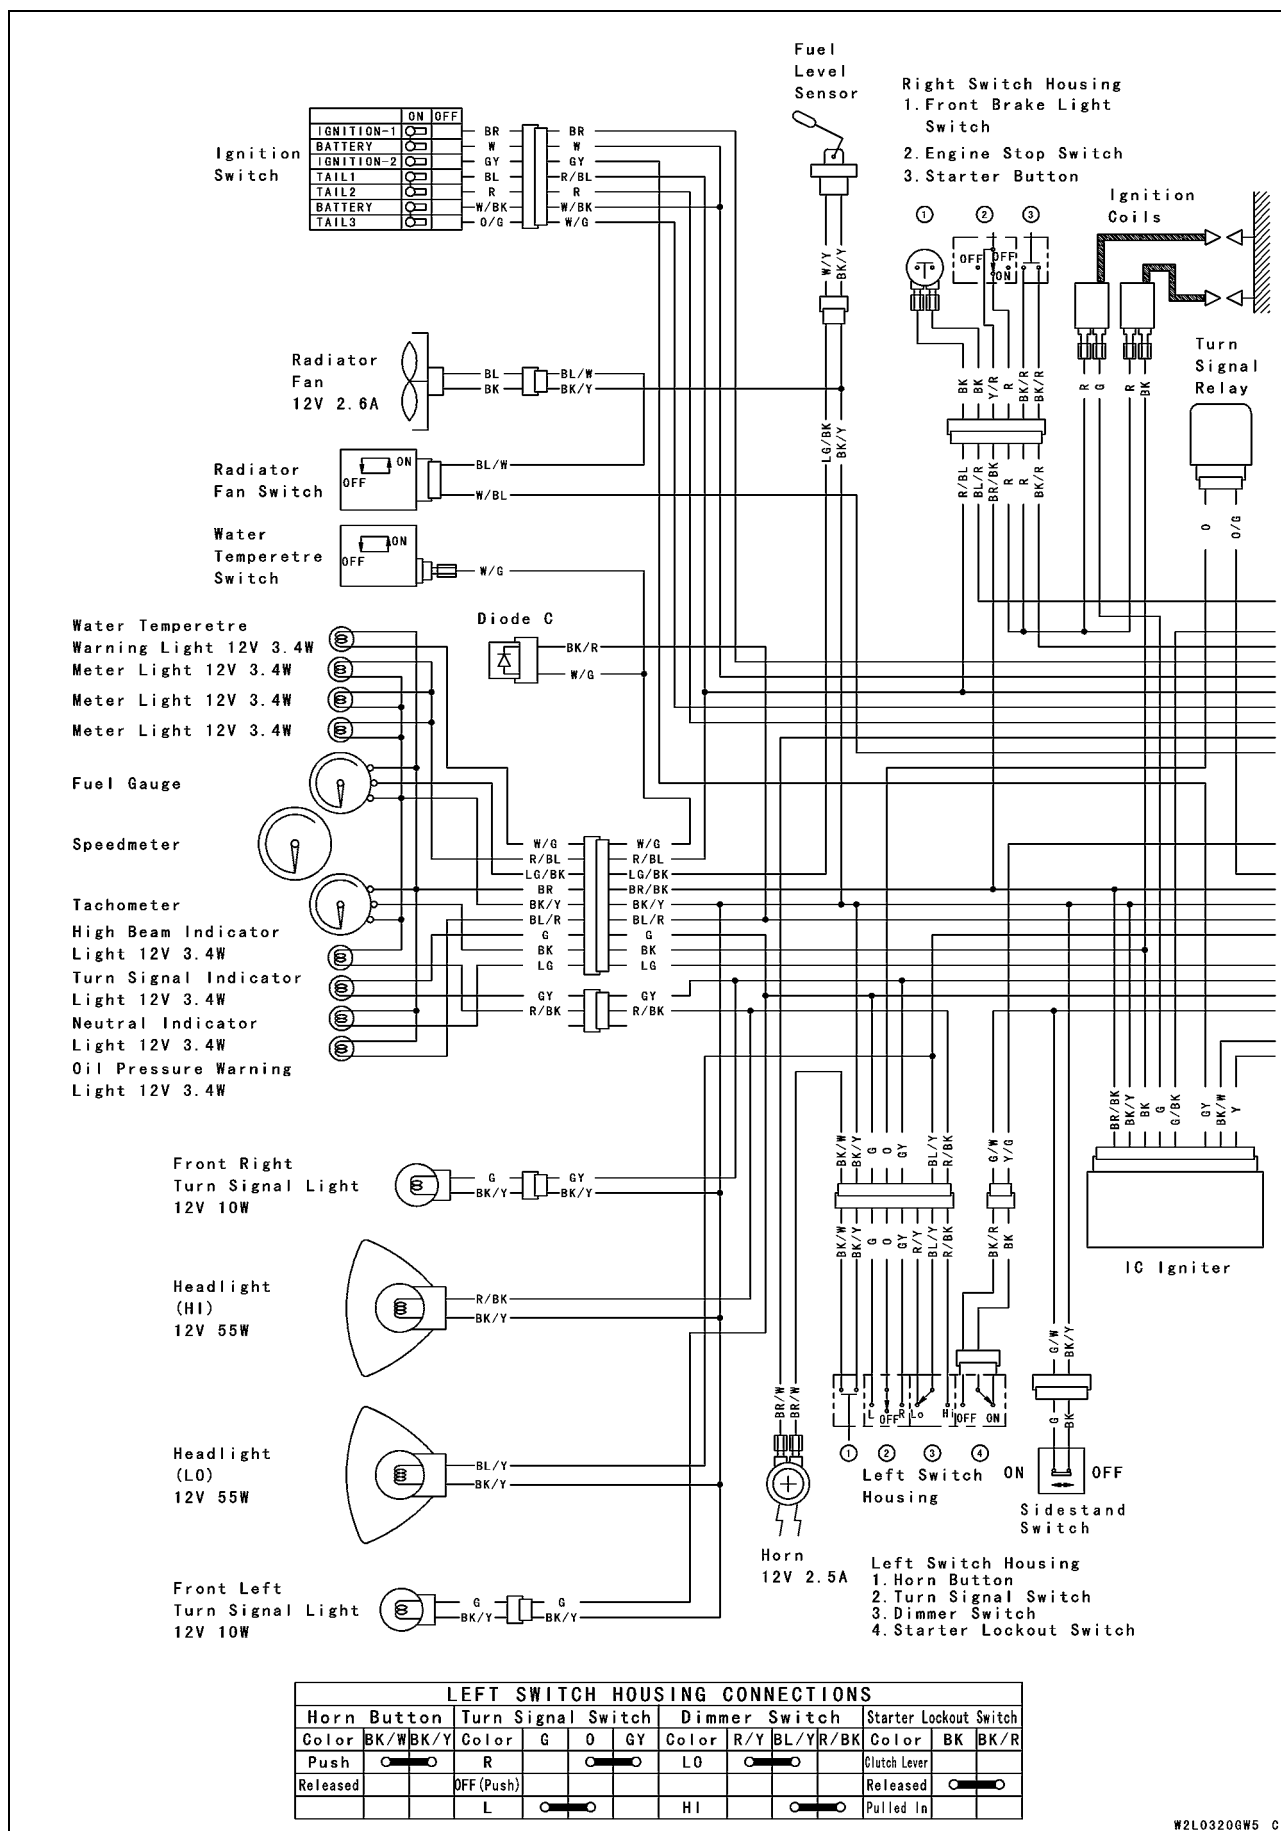 Fuel
Level
Sensor
Right Switch Housing
1. Front Brake Light
Switch
2. Engine Stop Switch
3. Starter Button
Ignition
Switch
ON OFF
IGNITION-1 BR BR
BATTERY W W
IGNITION-2 GY GY
TAIL1 BL R/BL
TAIL2 R R
BATTERY W/BK W/BK
TAIL3 O/G W/G
Ignition
Coils
① ② ③
OFF OFF
ON
W/Y BK/Y
Radiator
Fan
12V 2.6A
BL BL/W
BK BK/Y
Turn
Signal
Relay
BK BK Y/R R BK/R BK/R
R G R BK
LG/BK BK/Y
R/BL BL/R BR/BK R R BK/R
O O/G
Radiator
Fan Switch
ON
OFF
BL/W
W/BL
Water
Temperetre
Switch
ON
OFF
W/G
Diode C
BK/R
W/G
Water Temperetre
Warning Light 12V 3.4W
Meter Light 12V 3.4W
Meter Light 12V 3.4W
Meter Light 12V 3.4W
Fuel Gauge
Speedmeter
Tachometer
High Beam Indicator
Light 12V 3.4W
Turn Signal Indicator
Light 12V 3.4W
Neutral Indicator
Light 12V 3.4W
Oil Pressure Warning
Light 12V 3.4W
W/G W/G
R/BL R/BL
LG/BK LG/BK
BR BR/BK
BK/Y BK/Y
BL/R BL/R
G G
BK BK
LG LG
GY GY
R/BK R/BK
BR/BK BK/Y BK G G/BK GY BK/W Y
IC Igniter
BK/W BK/Y G O GY BL/Y R/BK
G/W Y/G
BK/W BK/Y G O GY R/Y BL/Y R/BK
BK/R BK
Front Right
Turn Signal Light
12V 10W
G GY
BK/Y BK/Y
Headlight
(HI)
12V 55W
R/BK
BK/Y
G/W BK/Y
BR/W BR/W
L OFF R Lo Hi OFF ON
G BK
① ② ③ ④
Left Switch
Housing
ON OFF
Sidestand
Switch
Headlight
(LO)
12V 55W
BL/Y
BK/Y
Horn
12V 2.5A
Left Switch Housing
1. Horn Button
2. Turn Signal Switch
3. Dimmer Switch
4. Starter Lockout Switch
Front Left
Turn Signal Light
12V 10W
G G
BK/Y BK/Y
LEFT SWITCH HOUSING CONNECTIONS
Horn Button Turn Signal Switch Dimmer Switch Starter Lockout Switch
Color BK/W BK/Y Color G O GY Color R/Y BL/Y R/BK Color BK BK/R
Push R LO Clutch Lever
Released OFF(Push) Released
L HI Pulled In
W2L0320GW5 C